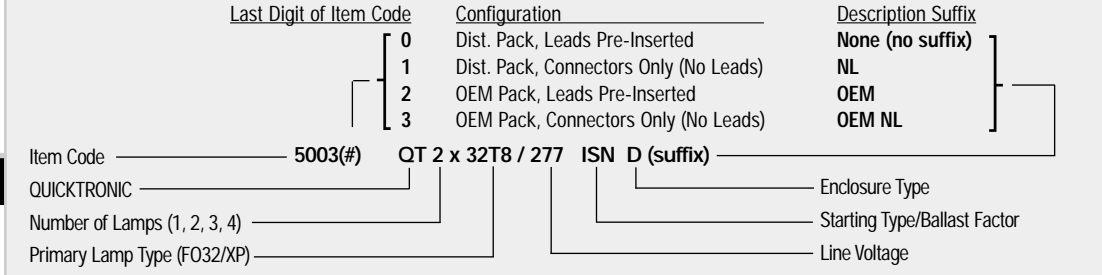 Last Digit of Item Code Configuration Description Suffix
0 Dist. Pack, Leads Pre-Inserted None (no suffix)
1 Dist. Pack, Connectors Only (No Leads) NL
2 OEM Pack, Leads Pre-Inserted OEM
3 OEM Pack, Connectors Only (No Leads) OEM NL
Item Code 5003(#) QT 2 x 32T8 / 277 ISN D (suffix)
QUICKTRONIC Enclosure Type
Number of Lamps (1, 2, 3, 4) Starting Type/Ballast Factor
Primary Lamp Type (FO32/XP) Line Voltage